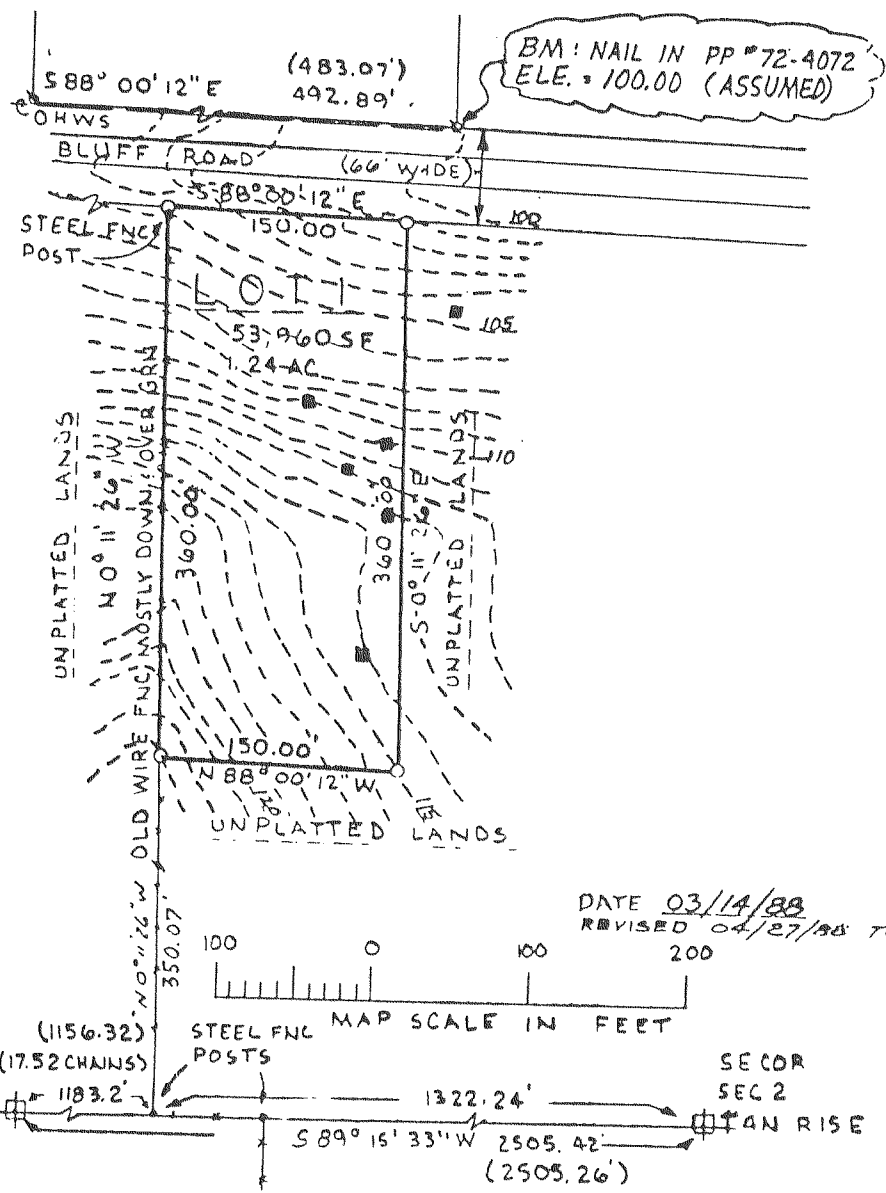 BM: NAIL IN PP #72-4072
ELE. = 100.00 (ASSUMED)
S 88° 00' 12" E
(483.07')
492.89'
OHWS
BLUFF ROAD
(66' WIDE)
S-88°00'-12" E
150.00'
100
STEEL FNC
POST
LOT 1
53,960 SF
1.24-AC
105
110
UNPLATTED LANDS
N 0° 11' 26" W
OLD WIRE FNC, MOSTLY DOWN & OVER GRN
360.00'
360.00'
S-0° 11' 26" E
UNPLATTED LANDS
150.00'
N 88° 00' 12" W
120
115
UNPLATTED LANDS
N 0° 11' 26" W
350.07'
DATE 03/14/88
REVISED 04/27/88
100 0 100 200
MAP SCALE IN FEET
(1156.32)
(17.52 CHAINS)
1183.2'
STEEL FNC
POSTS
1322.24'
S 89° 15' 33" W
2505.42
(2505.26')
SE COR
SEC 2
T4N R15E